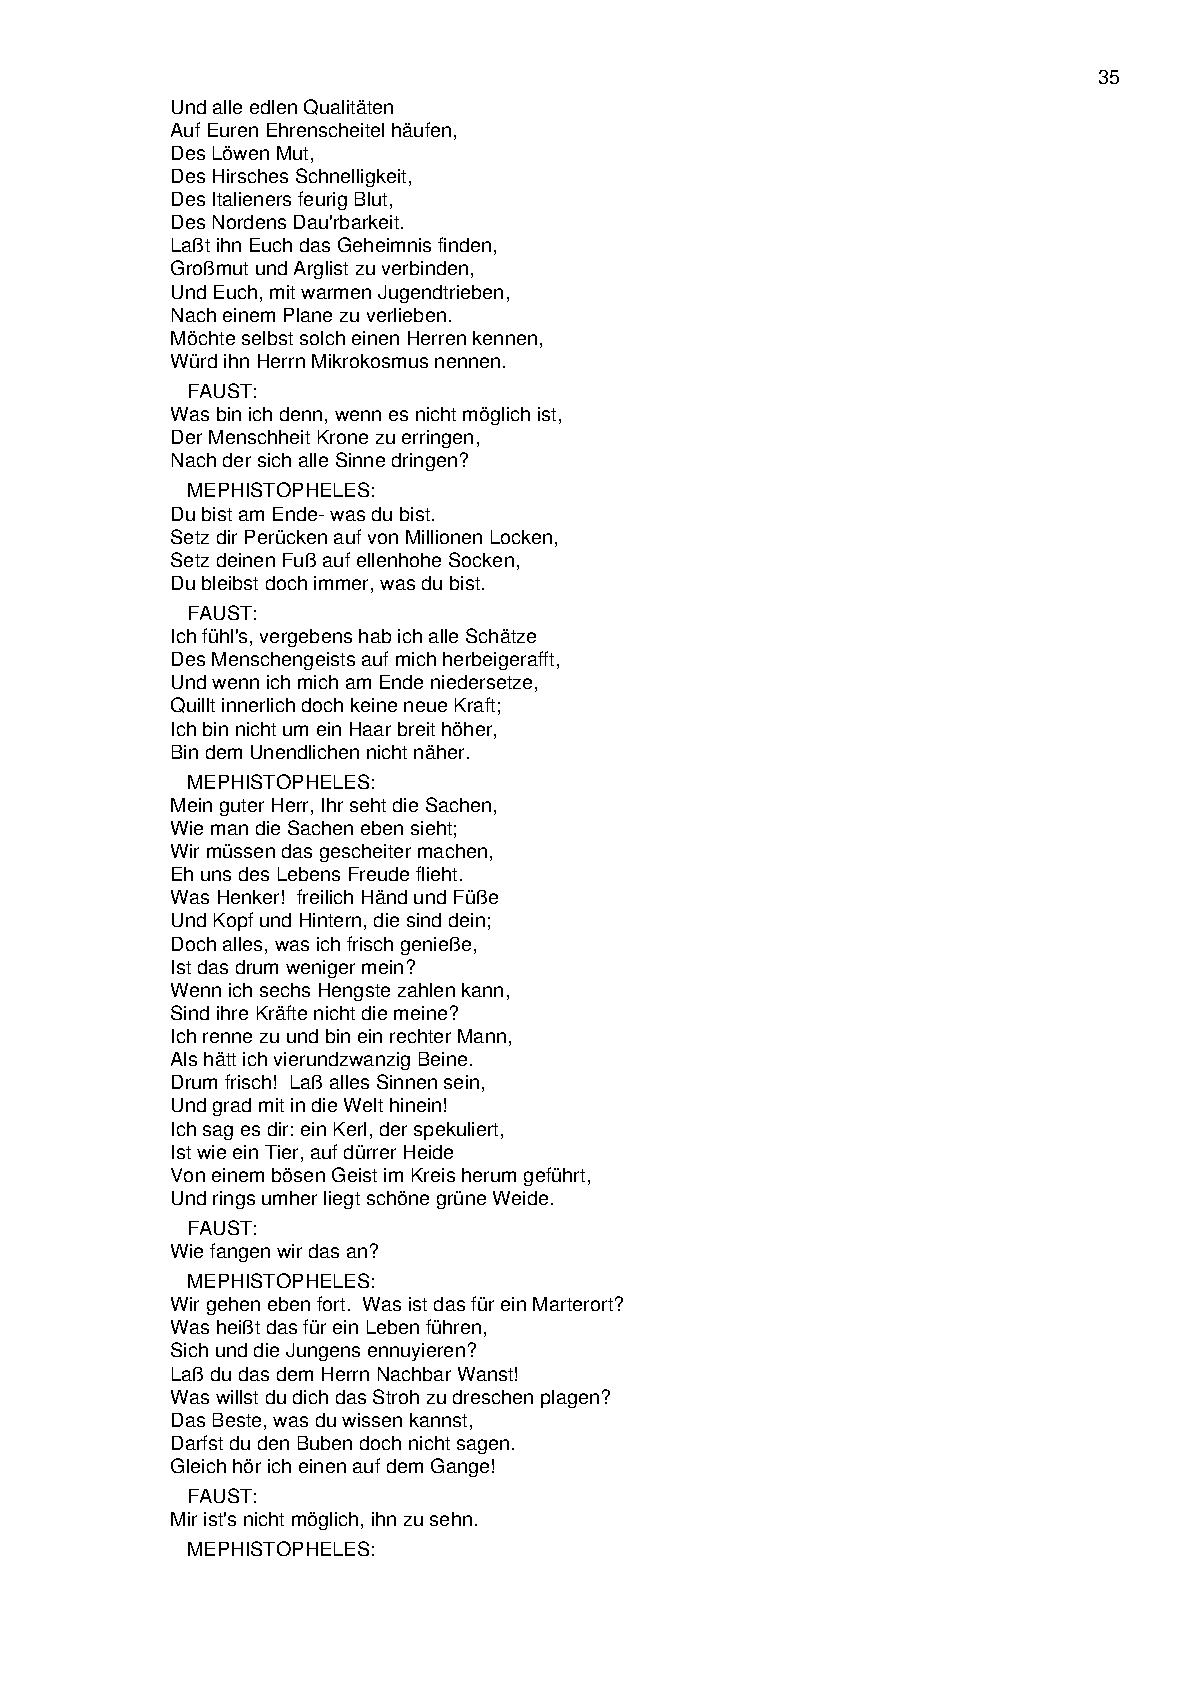 35
Und alle edlen Qualitäten
Auf Euren Ehrenscheitel häufen,
Des Löwen Mut,
Des Hirsches Schnelligkeit,
Des Italieners feurig Blut,
Des Nordens Dau'rbarkeit.
Laßt ihn Euch das Geheimnis finden,
Großmut und Arglist zu verbinden,
Und Euch, mit warmen Jugendtrieben,
Nach einem Plane zu verlieben.
Möchte selbst solch einen Herren kennen,
Würd ihn Herrn Mikrokosmus nennen.
FAUST:
Was bin ich denn, wenn es nicht möglich ist,
Der Menschheit Krone zu erringen,
Nach der sich alle Sinne dringen?
MEPHISTOPHELES:
Du bist am Ende- was du bist.
Setz dir Perücken auf von Millionen Locken,
Setz deinen Fuß auf ellenhohe Socken,
Du bleibst doch immer, was du bist.
FAUST:
Ich fühl's, vergebens hab ich alle Schätze
Des Menschengeists auf mich herbeigerafft,
Und wenn ich mich am Ende niedersetze,
Quillt innerlich doch keine neue Kraft;
Ich bin nicht um ein Haar breit höher,
Bin dem Unendlichen nicht näher.
MEPHISTOPHELES:
Mein guter Herr, Ihr seht die Sachen,
Wie man die Sachen eben sieht;
Wir müssen das gescheiter machen,
Eh uns des Lebens Freude flieht.
Was Henker!  freilich Händ und Füße
Und Kopf und Hintern, die sind dein;
Doch alles, was ich frisch genieße,
Ist das drum weniger mein?
Wenn ich sechs Hengste zahlen kann,
Sind ihre Kräfte nicht die meine?
Ich renne zu und bin ein rechter Mann,
Als hätt ich vierundzwanzig Beine.
Drum frisch!  Laß alles Sinnen sein,
Und grad mit in die Welt hinein!
Ich sag es dir: ein Kerl, der spekuliert,
Ist wie ein Tier, auf dürrer Heide
Von einem bösen Geist im Kreis herum geführt,
Und rings umher liegt schöne grüne Weide.
FAUST:
Wie fangen wir das an?
MEPHISTOPHELES:
Wir gehen eben fort.  Was ist das für ein Marterort?
Was heißt das für ein Leben führen,
Sich und die Jungens ennuyieren?
Laß du das dem Herrn Nachbar Wanst!
Was willst du dich das Stroh zu dreschen plagen?
Das Beste, was du wissen kannst,
Darfst du den Buben doch nicht sagen.
Gleich hör ich einen auf dem Gange!
FAUST:
Mir ist's nicht möglich, ihn zu sehn.
MEPHISTOPHELES: